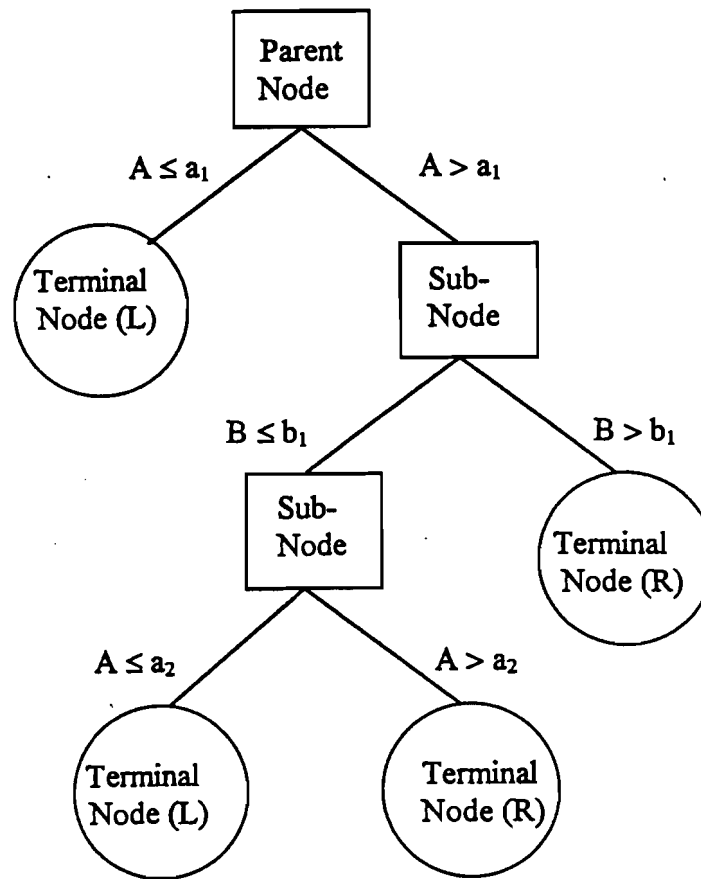 Parent
Node
A ≤ a₁
A > a₁
Terminal
Node (L)
Sub-
Node
B ≤ b₁
B > b₁
Sub-
Node
Terminal
Node (R)
A ≤ a₂
A > a₂
Terminal
Node (L)
Terminal
Node (R)